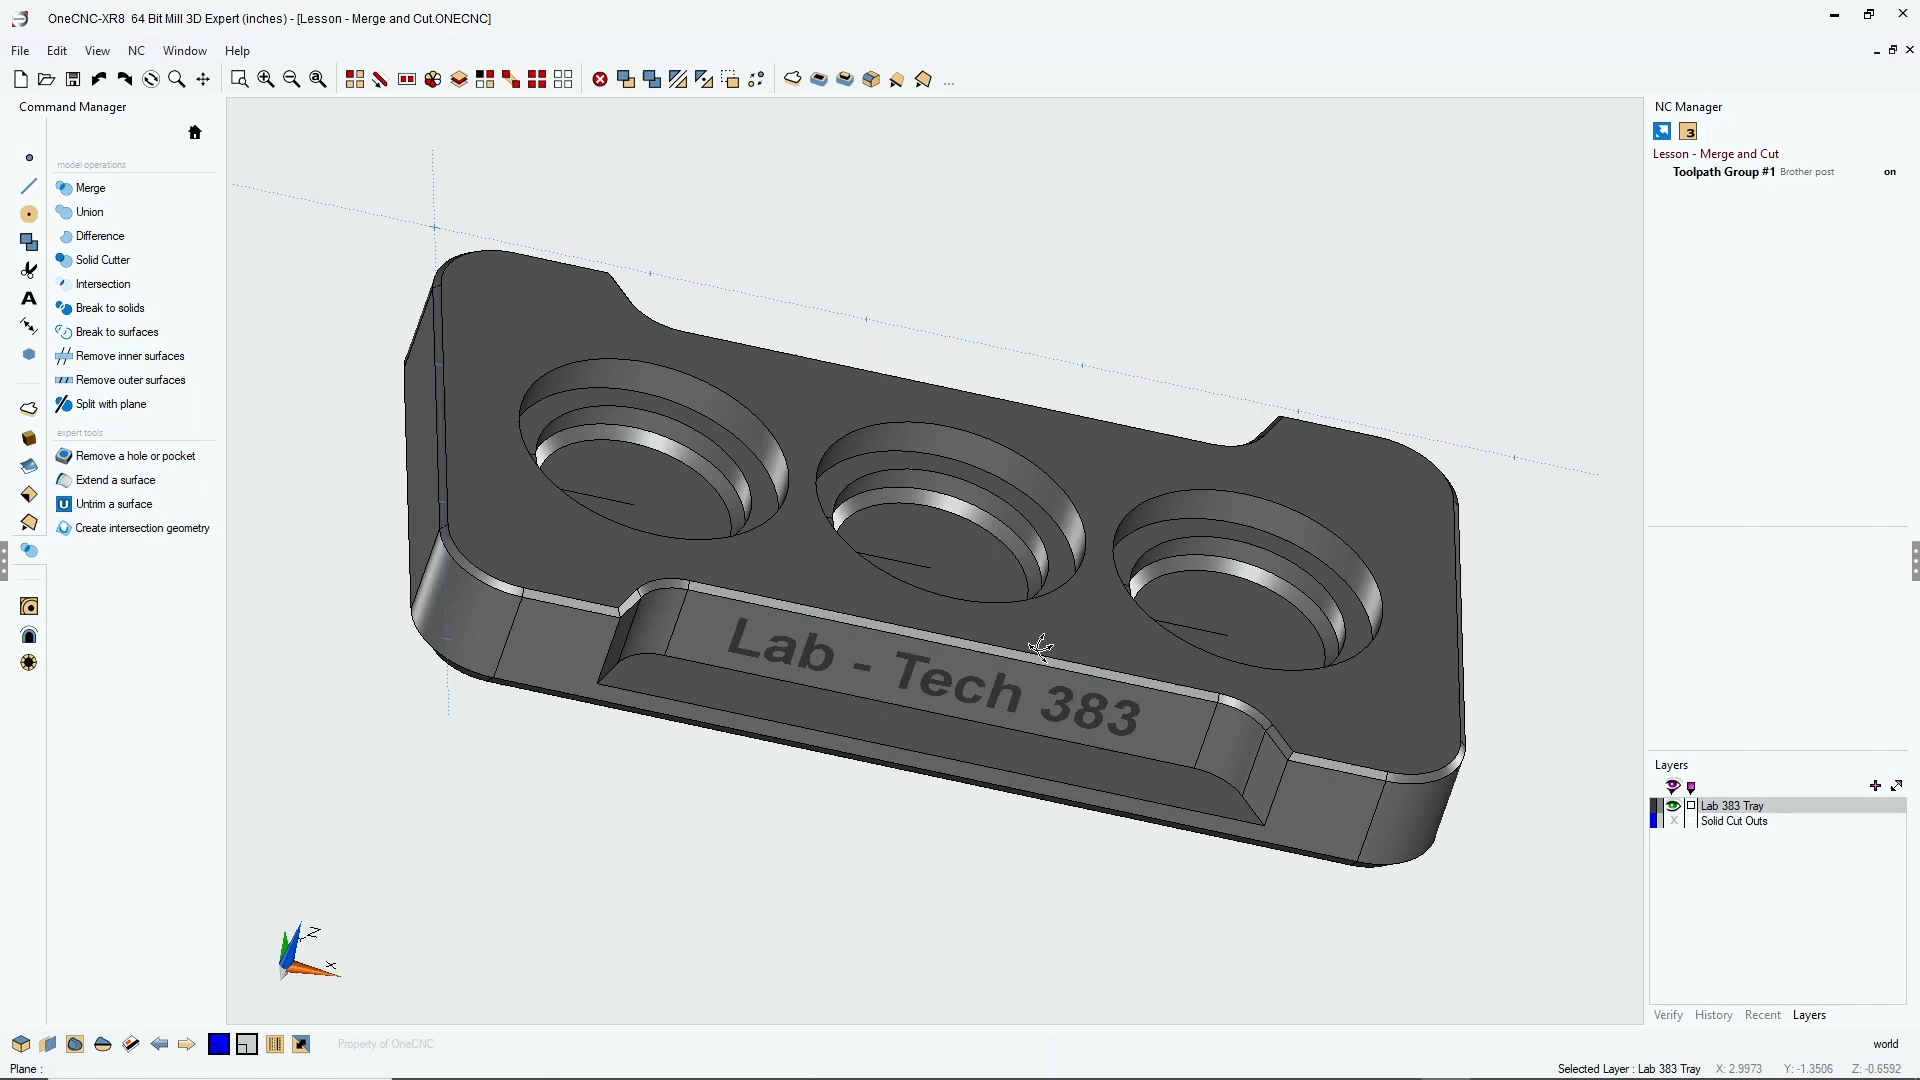 OneCNC-XR8 64 Bit Mill 3D Expert (inches) - [Lesson - Merge and Cut.ONECNC]
File Edit View NC Window Help
Command Manager
model operations
Merge
Union
Difference
Solid Cutter
Intersection
Break to solids
Break to surfaces
Remove inner surfaces
Remove outer surfaces
Split with plane
expert tools
Remove a hole or pocket
Extend a surface
Untrim a surface
Create intersection geometry
Lab - Tech 383
Z
X
NC Manager
Lesson - Merge and Cut
Toolpath Group #1 Brother post on
Layers
Lab 383 Tray
X Solid Cut Outs
Verify History Recent Layers
Property of OneCNC
world
Plane :
Selected Layer : Lab 383 Tray X: 2.9973 Y:-1.3506 Z:-0.6592